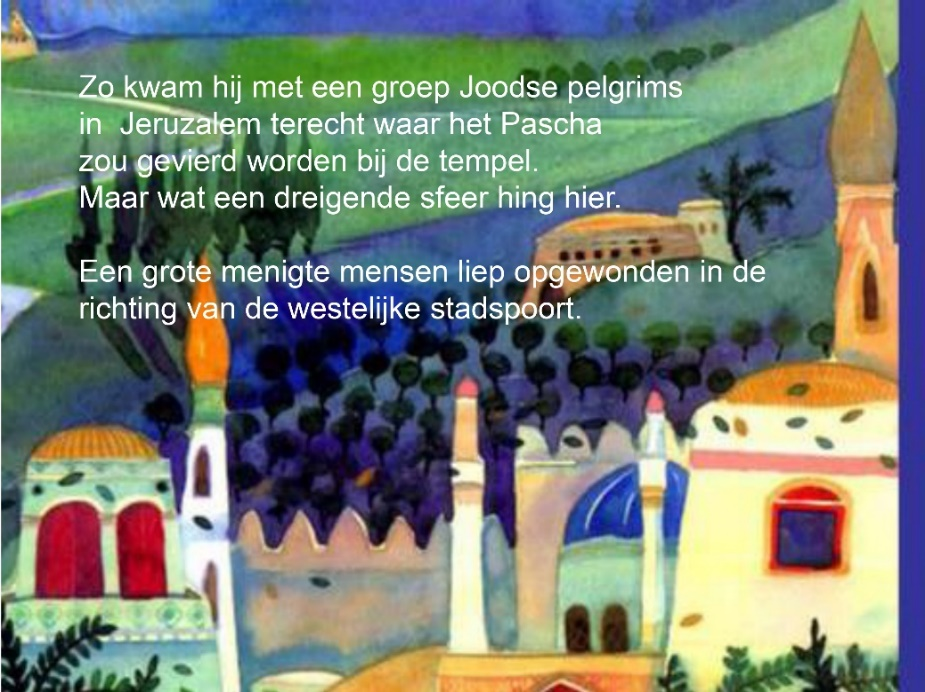 Zo kwam hij met een groep Joodse pelgrims
in  Jeruzalem terecht waar het Pascha
zou gevierd worden bij de tempel.
Maar wat een dreigende sfeer hing hier.
Een grote menigte mensen liep opgewonden in de
richting van de westelijke stadspoort.